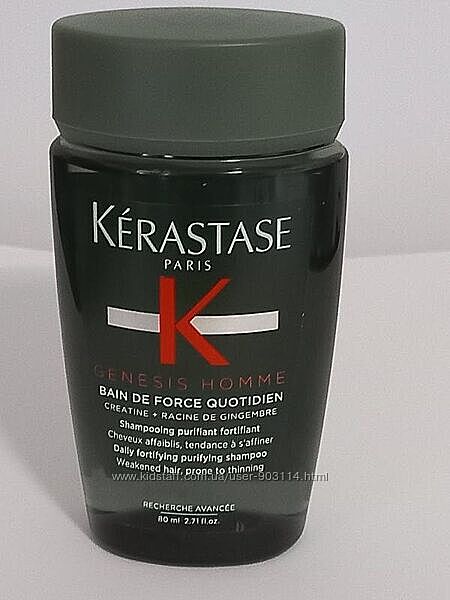 KÉRASTASE
PARIS
K
GENESIS HOMME
BAIN DE FORCE QUOTIDIEN
CREATINE + RACINE DE GINGEMBRE
Shampooing purifiant fortifiant
Cheveux affaiblis, tendance à s'affiner
Daily fortifying purifying shampoo
Weakened hair, prone to thinning
www.kidstaff.com.ua/user-903114.html
RECHERCHE AVANCÉE
80 ml 2.71 fl.oz.